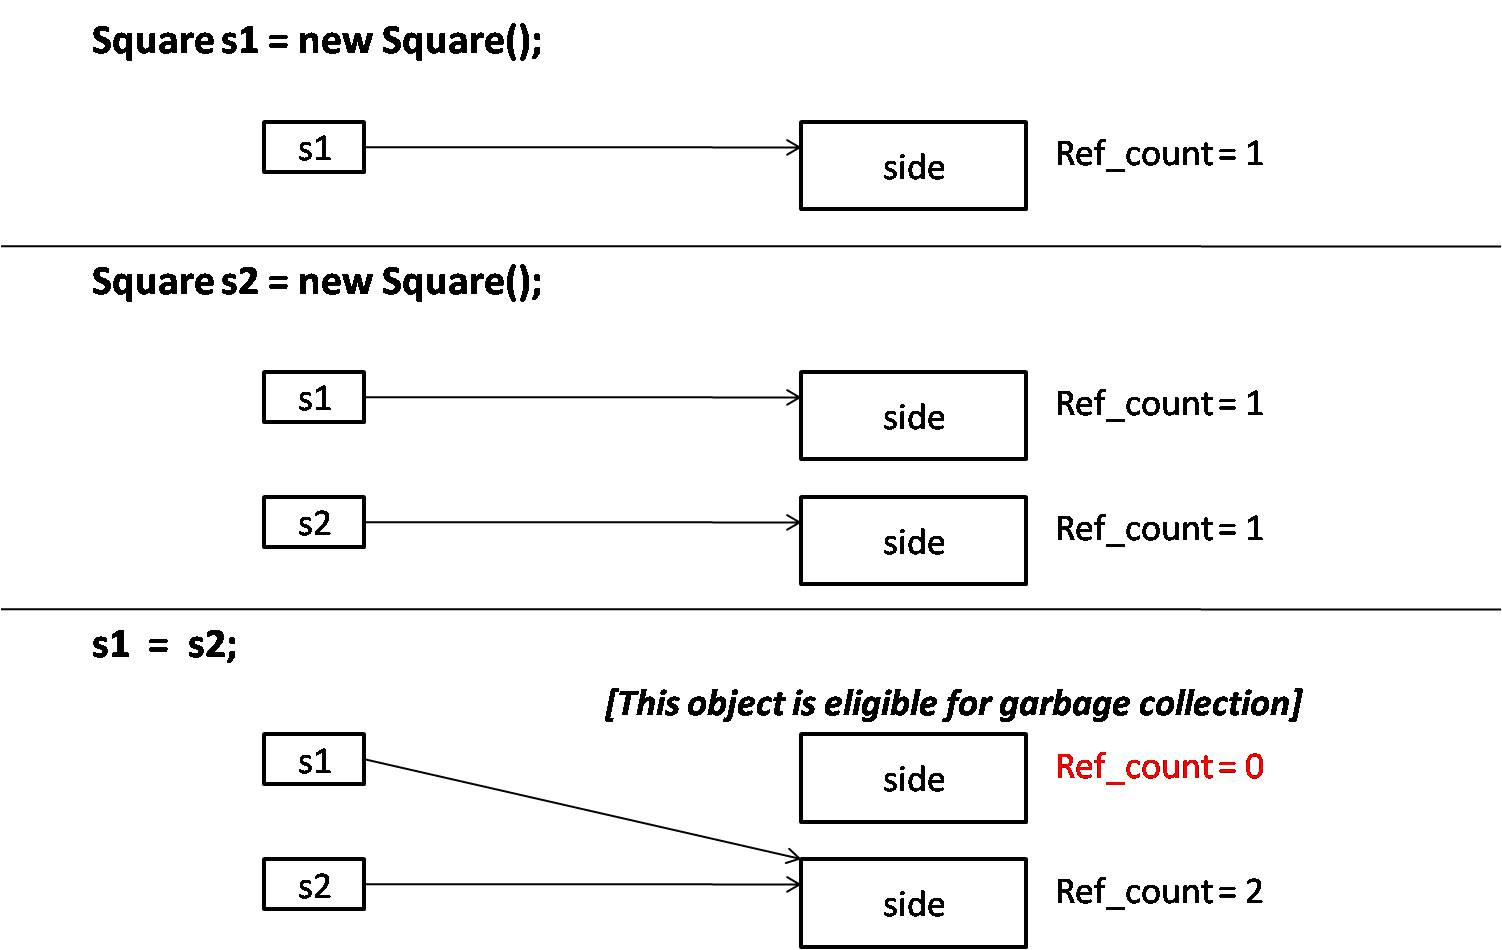 Square s1 = new Square();
s1
side
Ref_count = 1
Square s2 = new Square();
s1
side
Ref_count = 1
s2
side
Ref_count = 1
s1 = s2;
[This object is eligible for garbage collection]
s1
side
Ref_count = 0
s2
side
Ref_count = 2